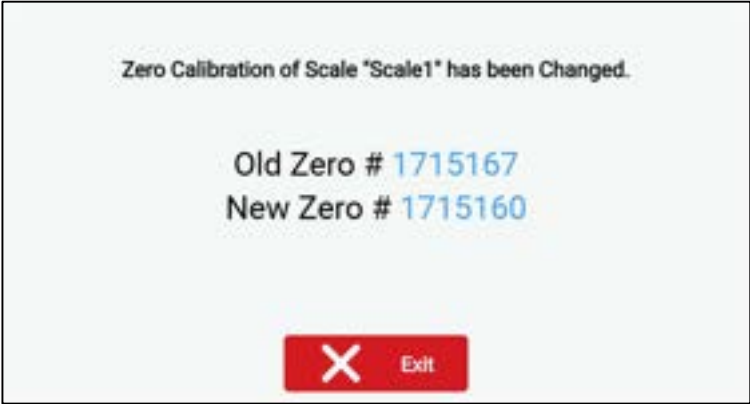 Zero Calibration of Scale "Scale1" has been Changed.
Old Zero # 1715167
New Zero # 1715160
Exit